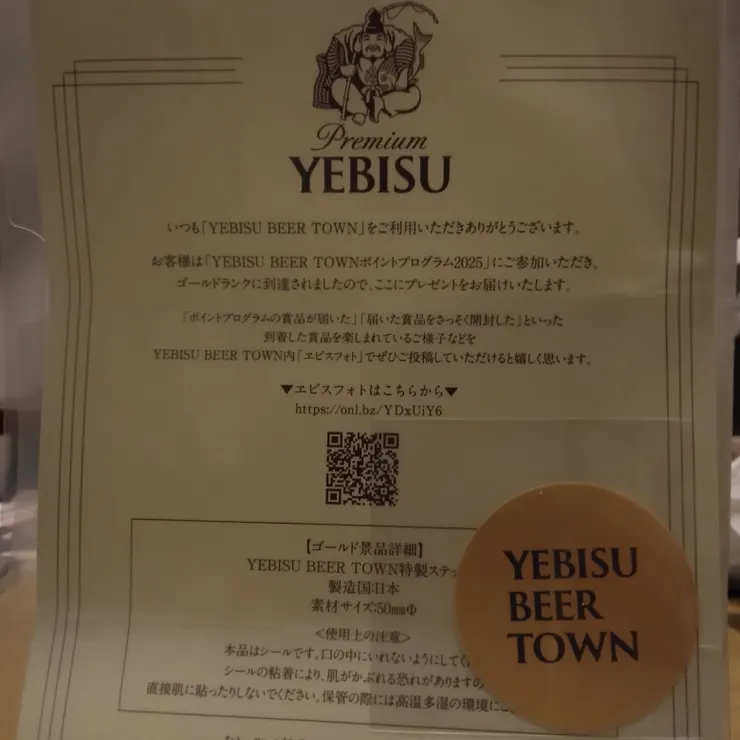 Premium
YEBISU
いつも「YEBISU BEER TOWN」をご利用いただきありがとうございます。
お客様は「YEBISU BEER TOWNポイントプログラム2025」にご参加いただき、
ゴールドランクに到達されましたので、ここにプレゼントをお届けいたします。
「ポイントプログラムの賞品が届いた」「届いた賞品をさっそく開封した」といった
到着した賞品を楽しまれているご様子などを
YEBISU BEER TOWN内「ヱビスフォト」でぜひご投稿していただけると嬉しく思います。
▼ヱビスフォトはこちらから▼
https://onl.bz/YDxUiY6
【ゴールド景品詳細】
YEBISU BEER TOWN特製ステッ
製造国:日本
素材サイズ:50mmΦ
<使用上の注意>
本品はシールです。口の中にいれないようにしてく
シールの粘着により、肌がかぶれる恐れがありますの
直接肌に貼ったりしないでください。保管の際には高温多湿の環境にご
YEBISU
BEER
TOWN